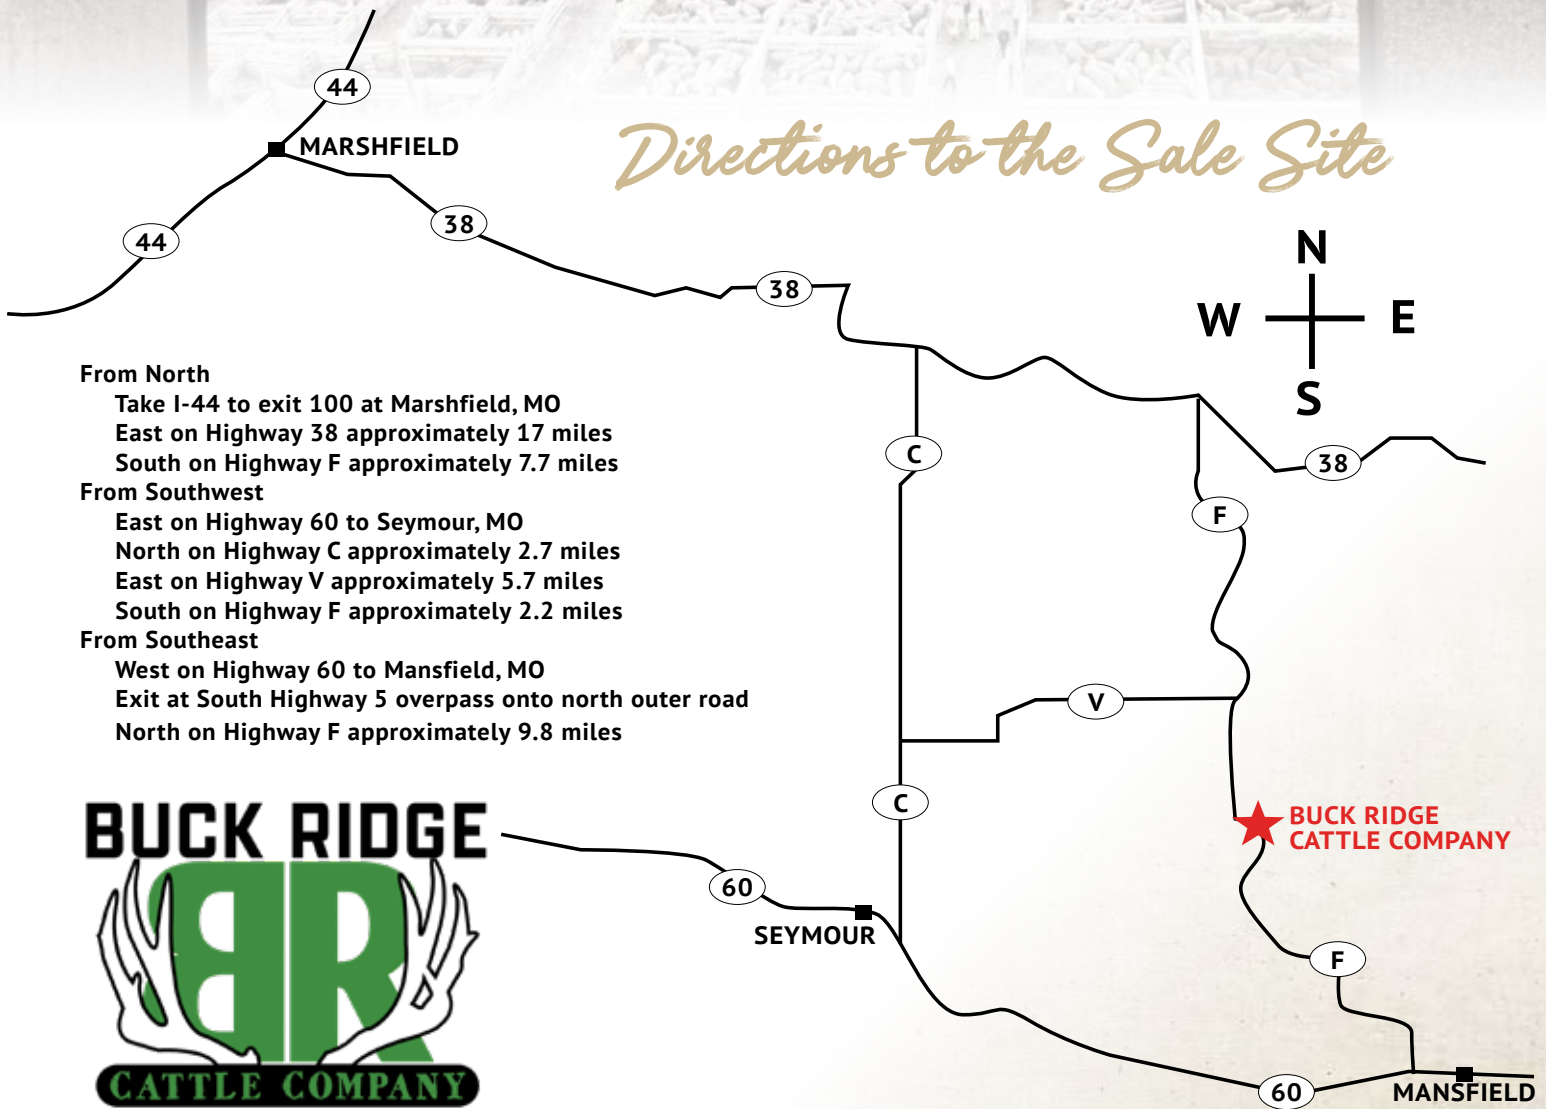 44
MARSHFIELD
Directions to the Sale Site
44
38
38
N
W E
S
From North
Take I-44 to exit 100 at Marshfield, MO
East on Highway 38 approximately 17 miles
South on Highway F approximately 7.7 miles
From Southwest
East on Highway 60 to Seymour, MO
North on Highway C approximately 2.7 miles
East on Highway V approximately 5.7 miles
South on Highway F approximately 2.2 miles
From Southeast
West on Highway 60 to Mansfield, MO
Exit at South Highway 5 overpass onto north outer road
North on Highway F approximately 9.8 miles
C
38
F
V
C
BUCK RIDGE
CATTLE COMPANY
BUCK RIDGE
BR
CATTLE COMPANY
60
SEYMOUR
F
60
MANSFIELD